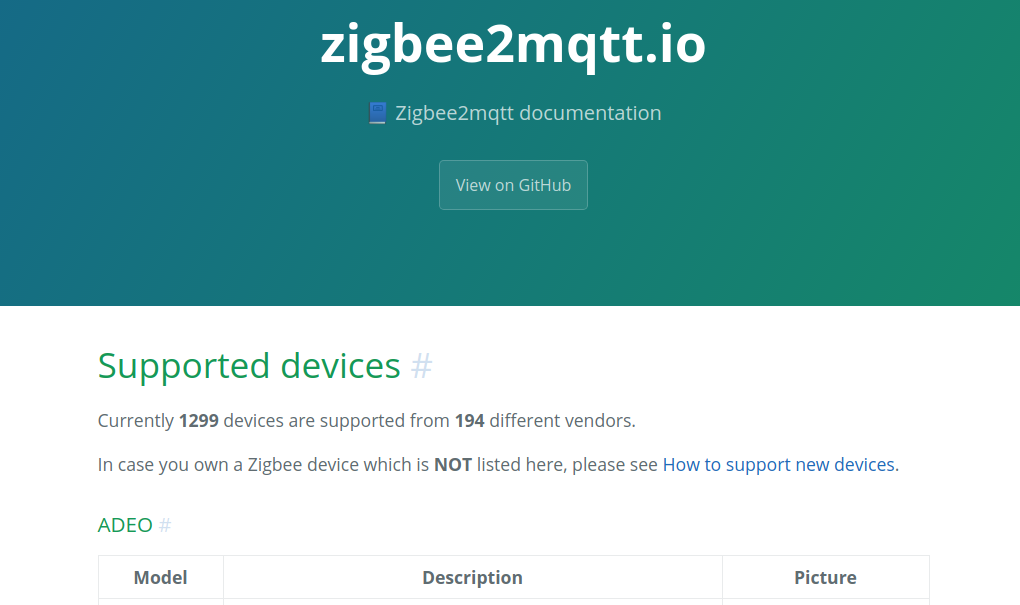 zigbee2mqtt.io
Zigbee2mqtt documentation
View on GitHub
Supported devices #
Currently 1299 devices are supported from 194 different vendors.
In case you own a Zigbee device which is NOT listed here, please see How to support new devices.
ADEO #
Model Description Picture